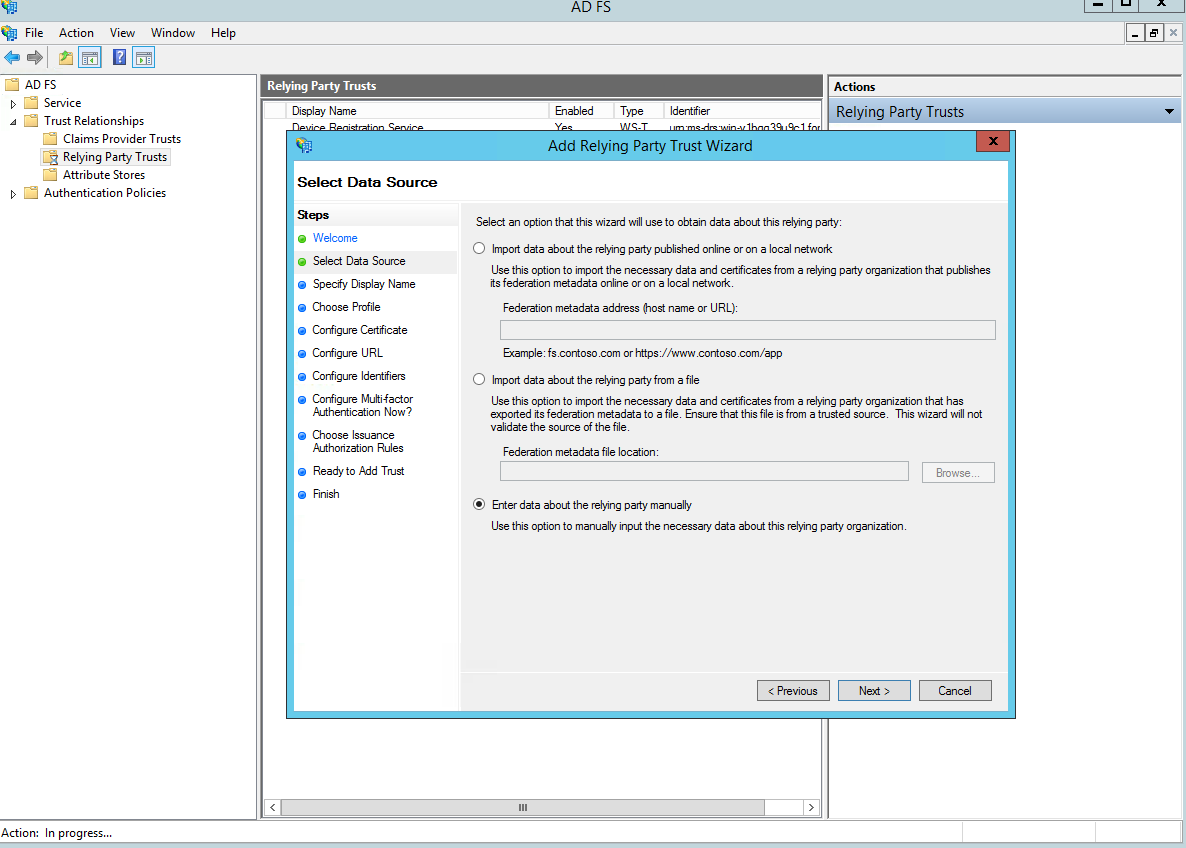 AD FS
File Action View Window Help
AD FS
Service
Trust Relationships
Claims Provider Trusts
Relying Party Trusts
Attribute Stores
Authentication Policies
Relying Party Trusts
Display Name Enabled Type Identifier
Device Registration Service Yes WS-T
Actions
Relying Party Trusts
Add Relying Party Trust Wizard
X
Select Data Source
Steps
Welcome
Select Data Source
Specify Display Name
Choose Profile
Configure Certificate
Configure URL
Configure Identifiers
Configure Multi-factor
Authentication Now?
Choose Issuance
Authorization Rules
Ready to Add Trust
Finish
Select an option that this wizard will use to obtain data about this relying party:
Import data about the relying party published online or on a local network
Use this option to import the necessary data and certificates from a relying party organization that publishes
its federation metadata online or on a local network.
Federation metadata address (host name or URL):
Example: fs.contoso.com or https://www.contoso.com/app
Import data about the relying party from a file
Use this option to import the necessary data and certificates from a relying party organization that has
exported its federation metadata to a file. Ensure that this file is from a trusted source. This wizard will not
validate the source of the file.
Federation metadata file location:
Browse...
Enter data about the relying party manually
Use this option to manually input the necessary data about this relying party organization.
< Previous Next > Cancel
Action: In progress...